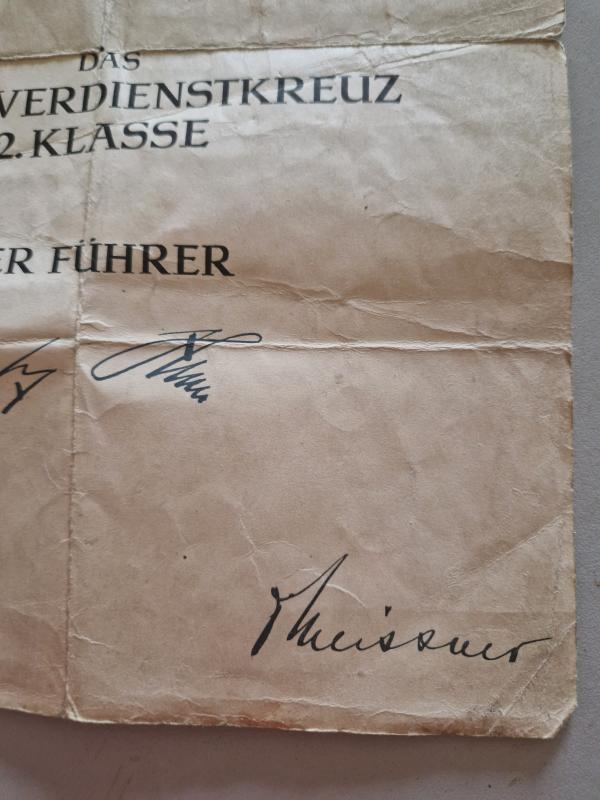 DAS
VERDIENSTKREUZ
2. KLASSE
ER FÜHRER
Meissner